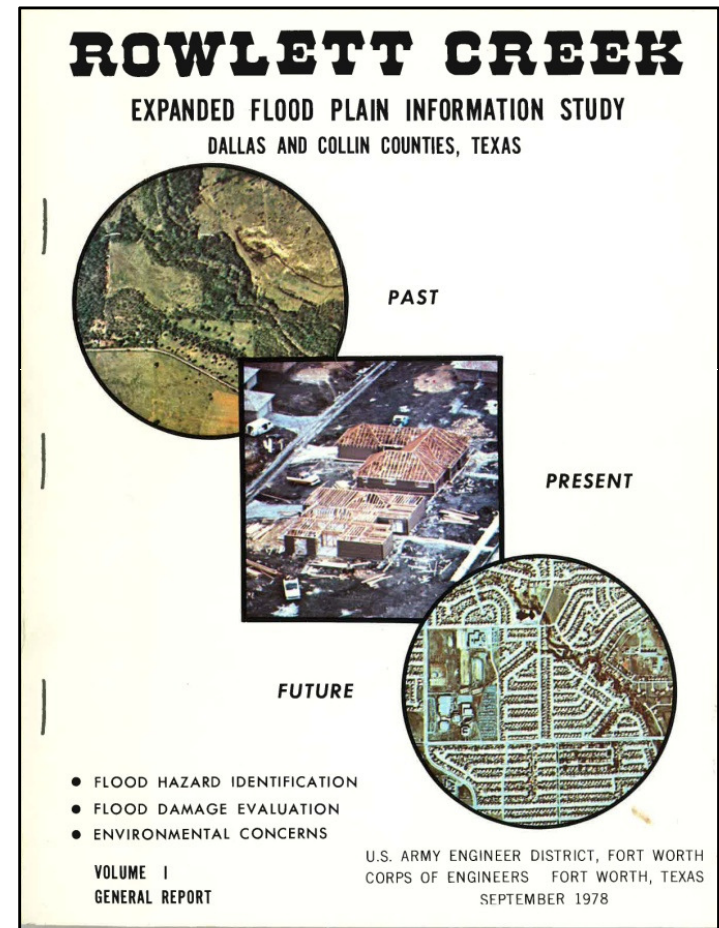 ROWLETT CREEK
EXPANDED FLOOD PLAIN INFORMATION STUDY
DALLAS AND COLLIN COUNTIES, TEXAS
PAST
PRESENT
FUTURE
● FLOOD HAZARD IDENTIFICATION
● FLOOD DAMAGE EVALUATION
● ENVIRONMENTAL CONCERNS
VOLUME I
GENERAL REPORT
U.S. ARMY ENGINEER DISTRICT, FORT WORTH
CORPS OF ENGINEERS FORT WORTH, TEXAS
SEPTEMBER 1978